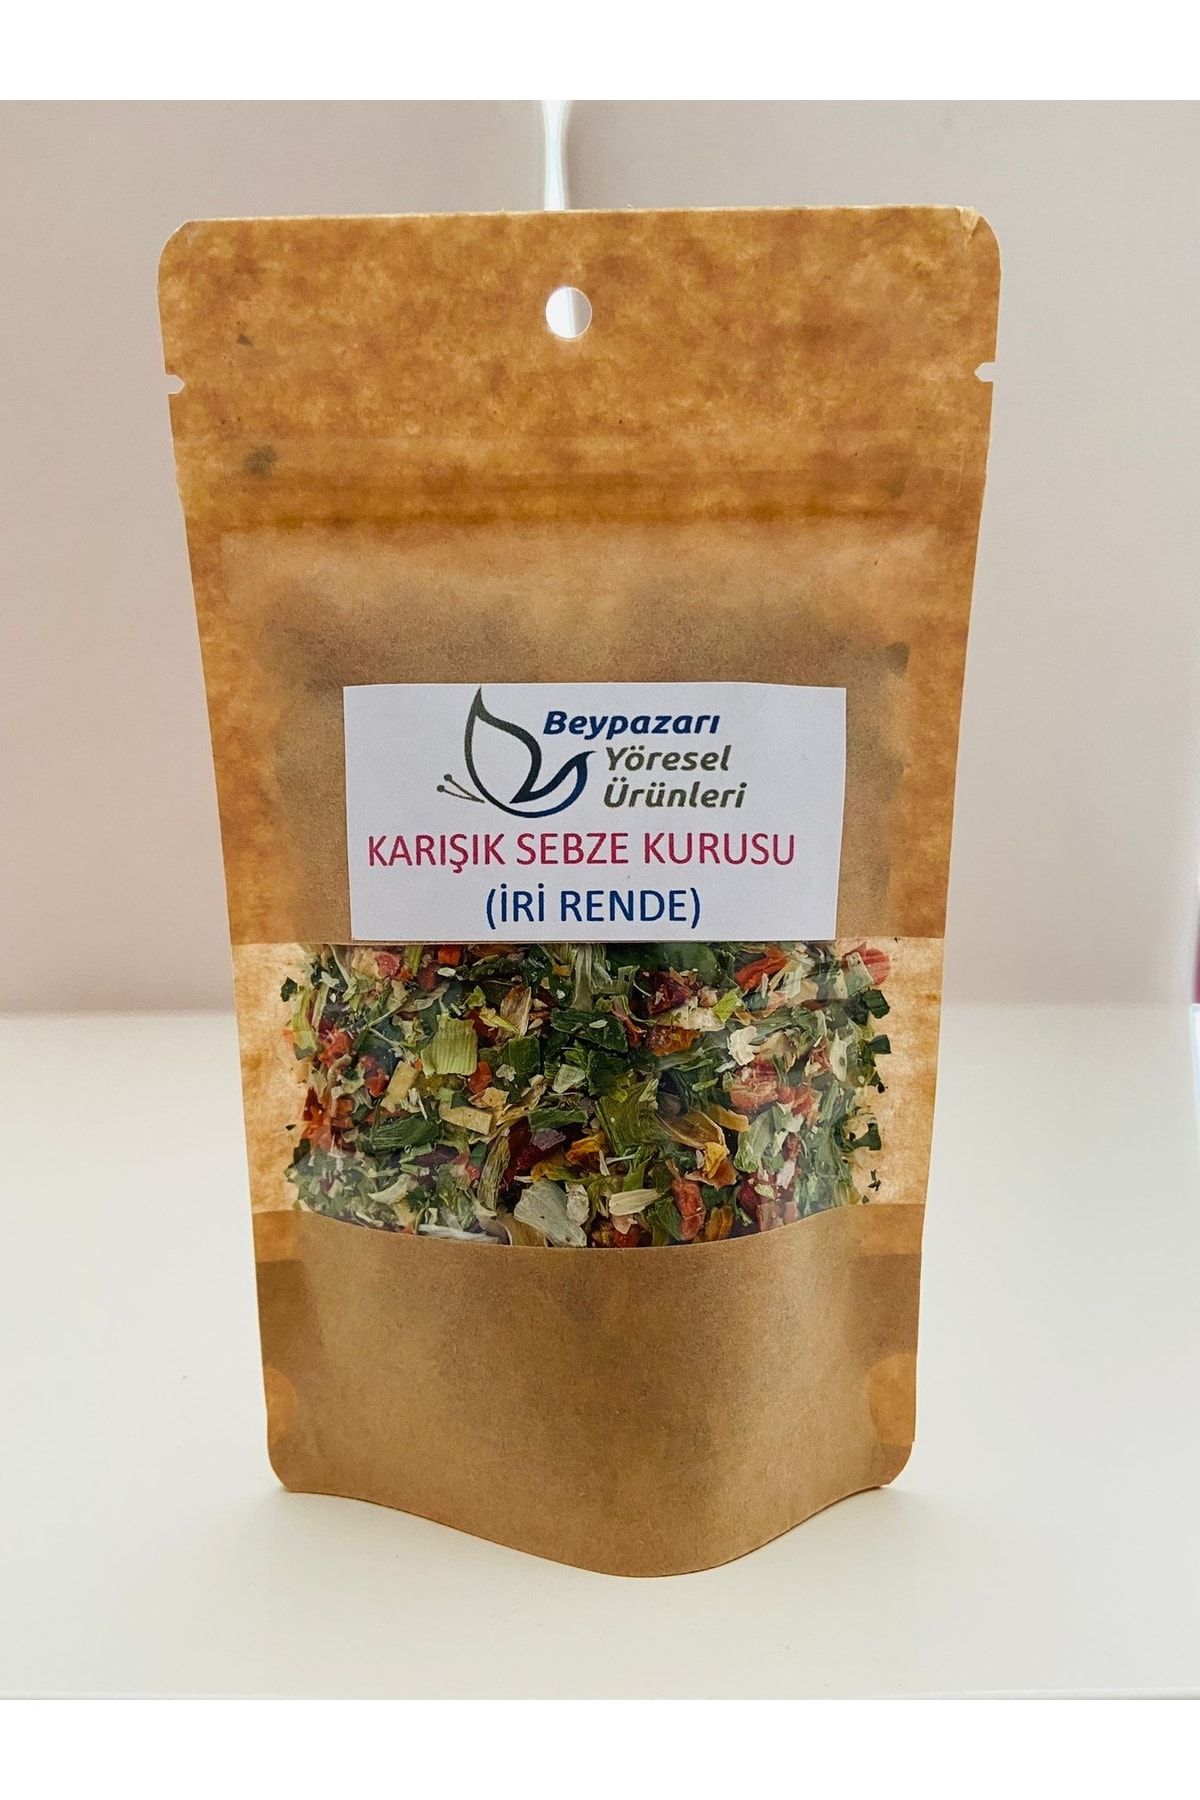 Beypazarı
Yöresel
Ürünleri
KARIŞIK SEBZE KURUSU
(İRİ RENDE)